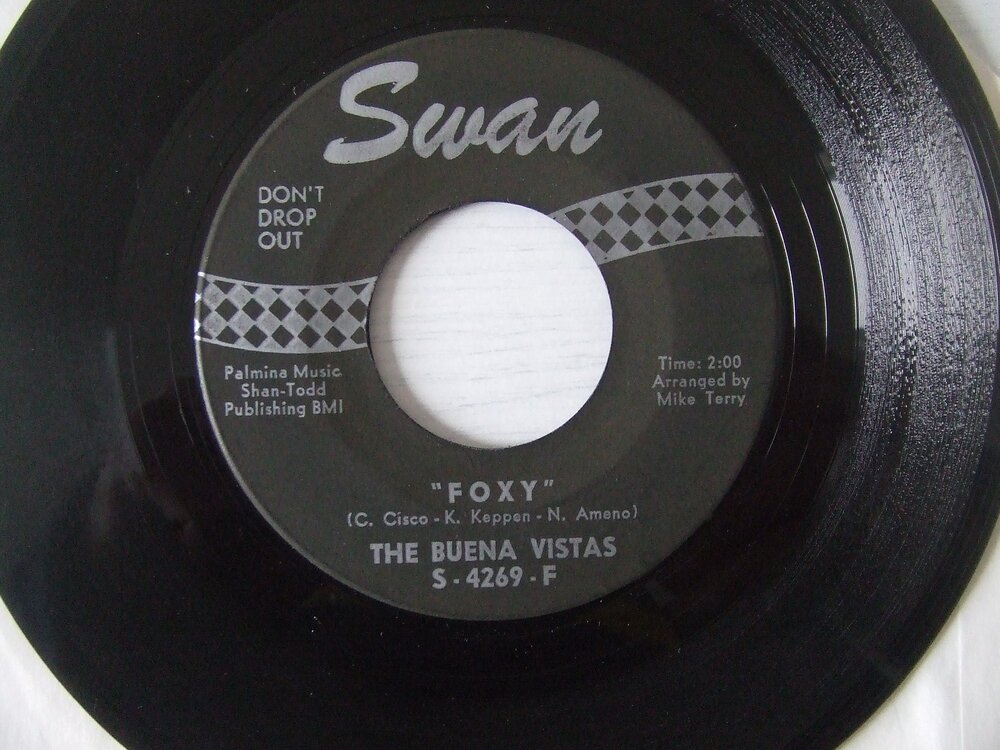 Swan
DON'T
DROP
OUT
Palmina Music
Shan-Todd
Publishing BMI
Time: 2:00
Arranged by
Mike Terry
"FOXY"
(C. Cisco - K. Keppen - N. Ameno)
THE BUENA VISTAS
S - 4269 - F